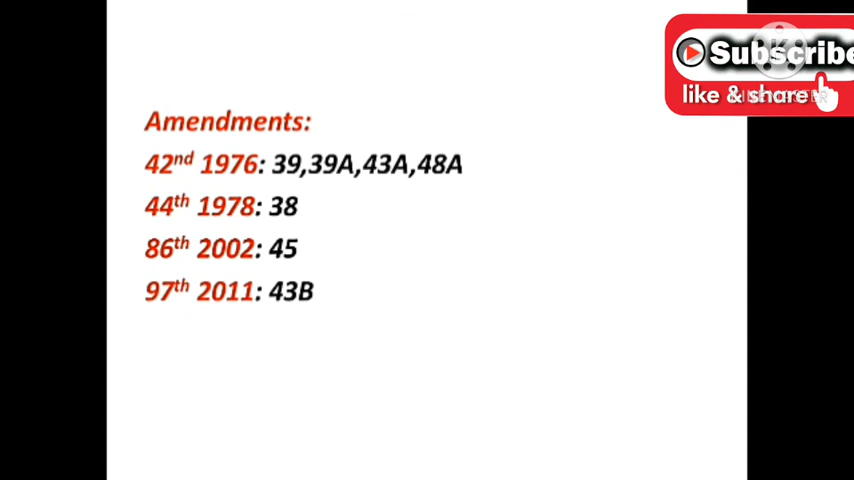 Subscribe
like & share
Amendments:
42nd 1976: 39,39A,43A,48A
44th 1978: 38
86th 2002: 45
97th 2011: 43B